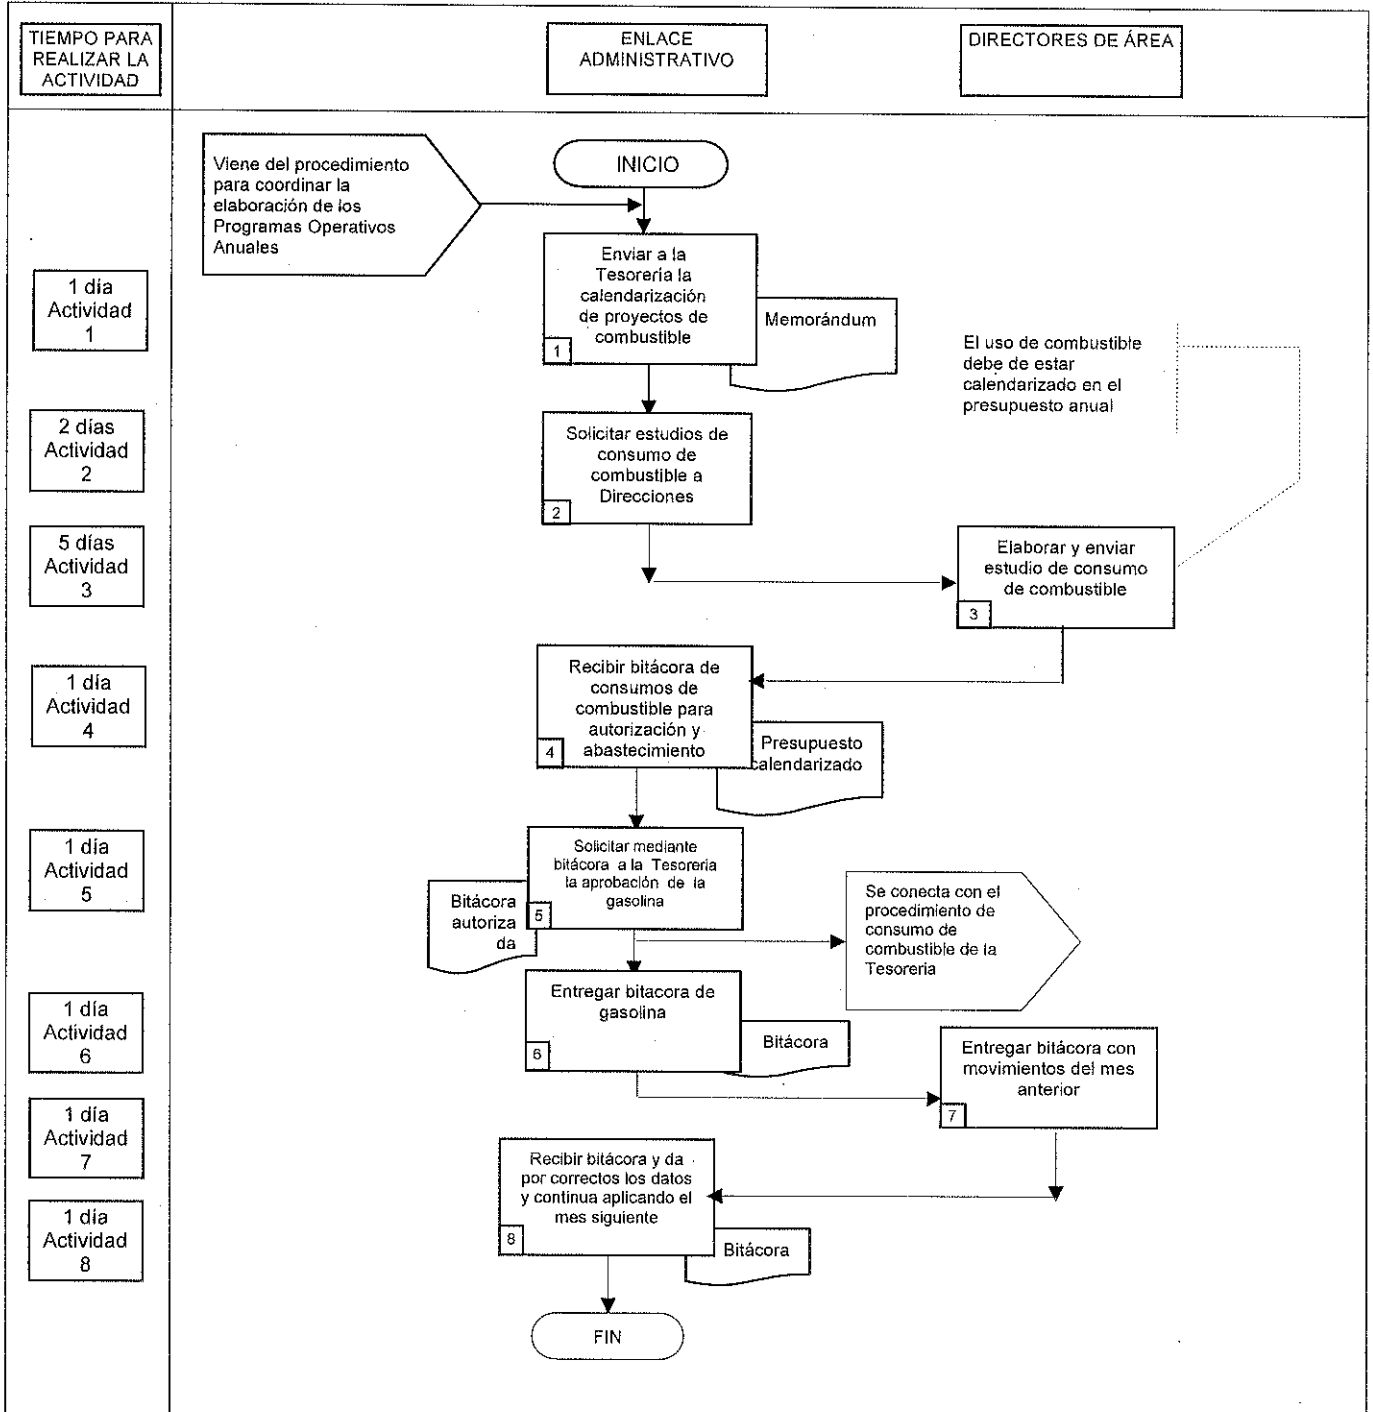 TIEMPO PARA
REALIZAR LA
ACTIVIDAD
ENLACE
ADMINISTRATIVO
DIRECTORES DE ÁREA
Viene del procedimiento
para coordinar la
elaboración de los
Programas Operativos
Anuales
INICIO
1 día
Actividad
1
Enviar a la
Tesorería la
calendarización
de proyectos de
combustible
1
Memorándum
El uso de combustible
debe de estar
calendarizado en el
presupuesto anual
2 días
Actividad
2
Solicitar estudios de
consumo de
combustible a
Direcciones
2
5 días
Actividad
3
Elaborar y enviar
estudio de consumo
de combustible
3
1 día
Actividad
4
Recibir bitácora de
consumos de
combustible para
autorización y
abastecimiento
4
Presupuesto
calendarizado
1 día
Actividad
5
Solicitar mediante
bitácora a la Tesoreria
la aprobación de la
gasolina
5
Bitácora
autoriza
da
Se conecta con el
procedimiento de
consumo de
combustible de la
Tesoreria
1 día
Actividad
6
Entregar bitacora de
gasolina
6
Bitácora
Entregar bitácora con
movimientos del mes
anterior
7
1 día
Actividad
7
Recibir bitácora y da
por correctos los datos
y continua aplicando el
mes siguiente
8
Bitácora
1 día
Actividad
8
FIN